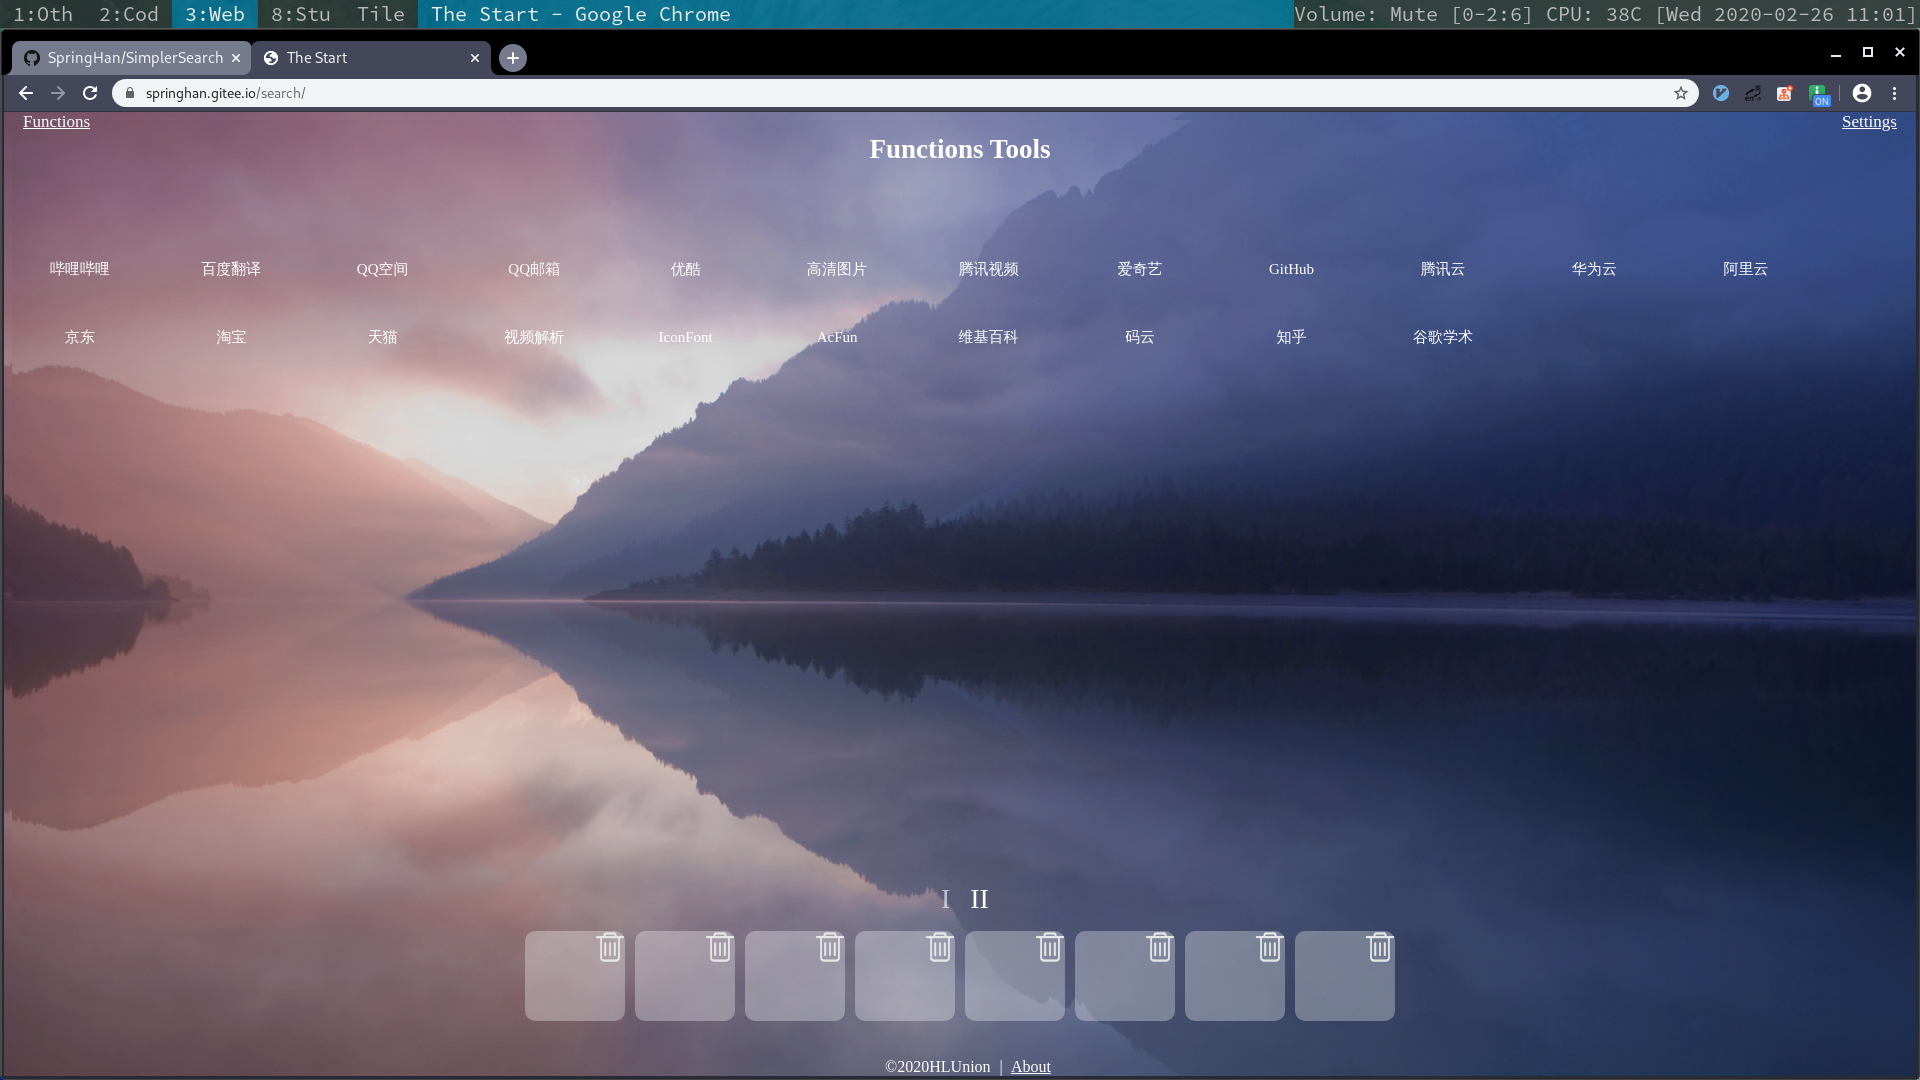 1:Oth 2:Cod 3:Web 8:Stu Tile The Start - Google Chrome Volume: Mute [0-2:6] CPU: 38C [Wed 2020-02-26 11:01]
SpringHan/SimplerSearch The Start
springhan.gitee.io/search/ ON
Functions Settings
Functions Tools
哔哩哔哩 百度翻译 QQ空间 QQ邮箱 优酷 高清图片 腾讯视频 爱奇艺 GitHub 腾讯云 华为云 阿里云
京东 淘宝 天猫 视频解析 IconFont AcFun 维基百科 码云 知乎 谷歌学术
I II
©2020HLUnion | About